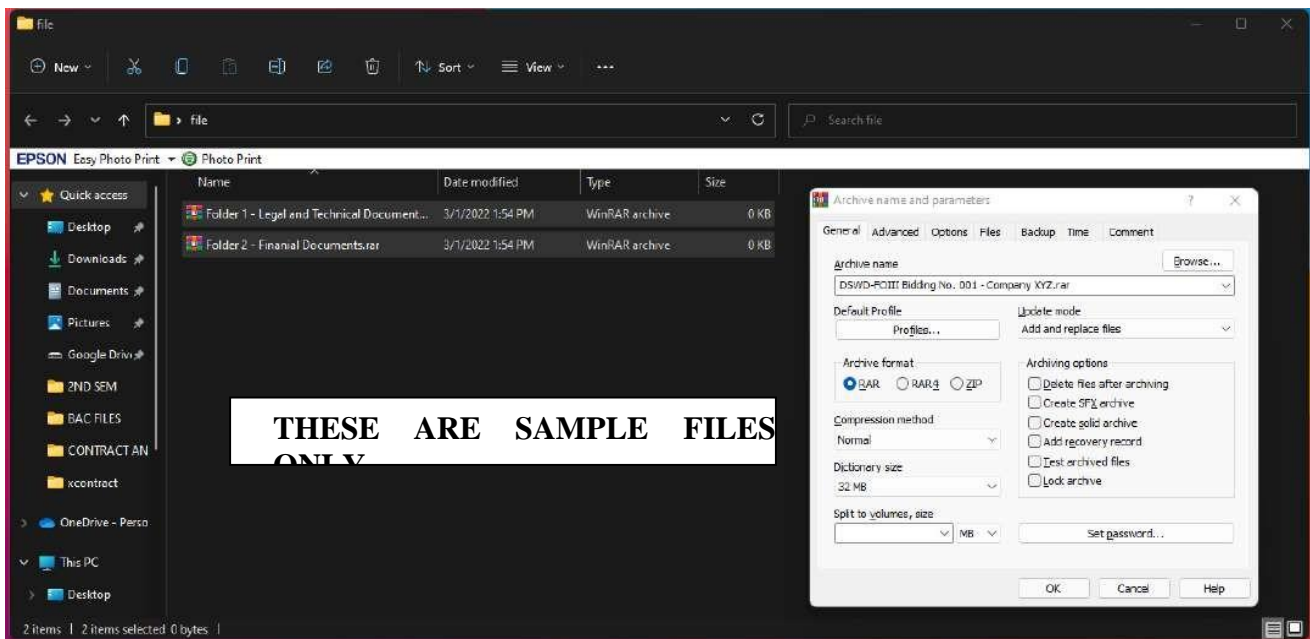 file
New
Sort
View
file
Search file
EPSON Easy Photo Print
Photo Print
Name Date modified Type Size
Quick access
Folder 1 - Legal and Technical Document... 3/1/2022 1:54 PM WinRAR archive 0 KB
Folder 2 - Finanial Documents.rar 3/1/2022 1:54 PM WinRAR archive 0 KB
Desktop
Downloads
Documents
Pictures
Google Driv
2ND SEM
BAC FILES
CONTRACT AN
xcontract
OneDrive - Perso
This PC
Desktop
THESE ARE SAMPLE FILES
ONLY
Archive name and parameters
General Advanced Options Files Backup Time Comment
Archive name
Browse...
DSWD-FOIII Bidding No. 001 - Company XYZ.rar
Default Profile
Profiles...
Update mode
Add and replace files
Archive format
RAR RAR4 ZIP
Compression method
Normal
Dictionary size
32 MB
Split to volumes, size
MB
Archiving options
Delete files after archiving
Create SFX archive
Create solid archive
Add recovery record
Test archived files
Lock archive
Set password...
OK Cancel Help
2 items 2 items selected 0 bytes